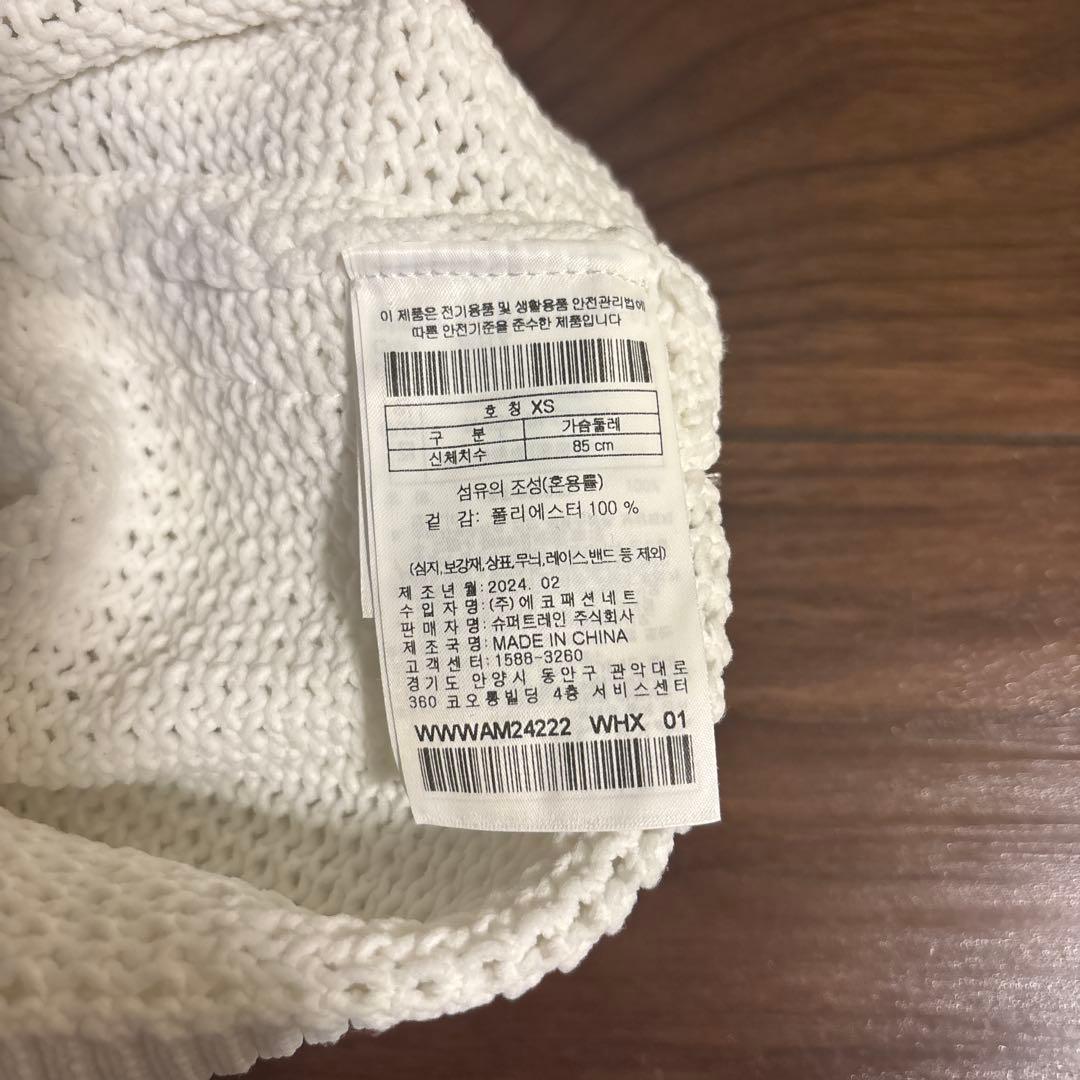 이 제품은 전기용품 및 생활용품 안전관리법에
따른 안전기준을 준수한 제품입니다
호 칭 XS
구 분 가슴둘레
신체치수 85 cm
섬유의 조성(혼용률)
겉 감: 폴리에스터 100 %
(심지,보강재,상표,무늬,레이스,밴드 등 제외)
제 조 년 월:2024. 02
수 입 자 명:(주)에 코 패 션 네 트
판 매 자 명:슈퍼트레인 주식회사
제 조 국 명:MADE IN CHINA
고 객 센 터:1588-3260
경 기 도 안 양 시 동 안 구 관 악 대 로
360 코 오 롱 빌 딩 4층 서 비 스 센 터
WWWAM24222 WHX 01